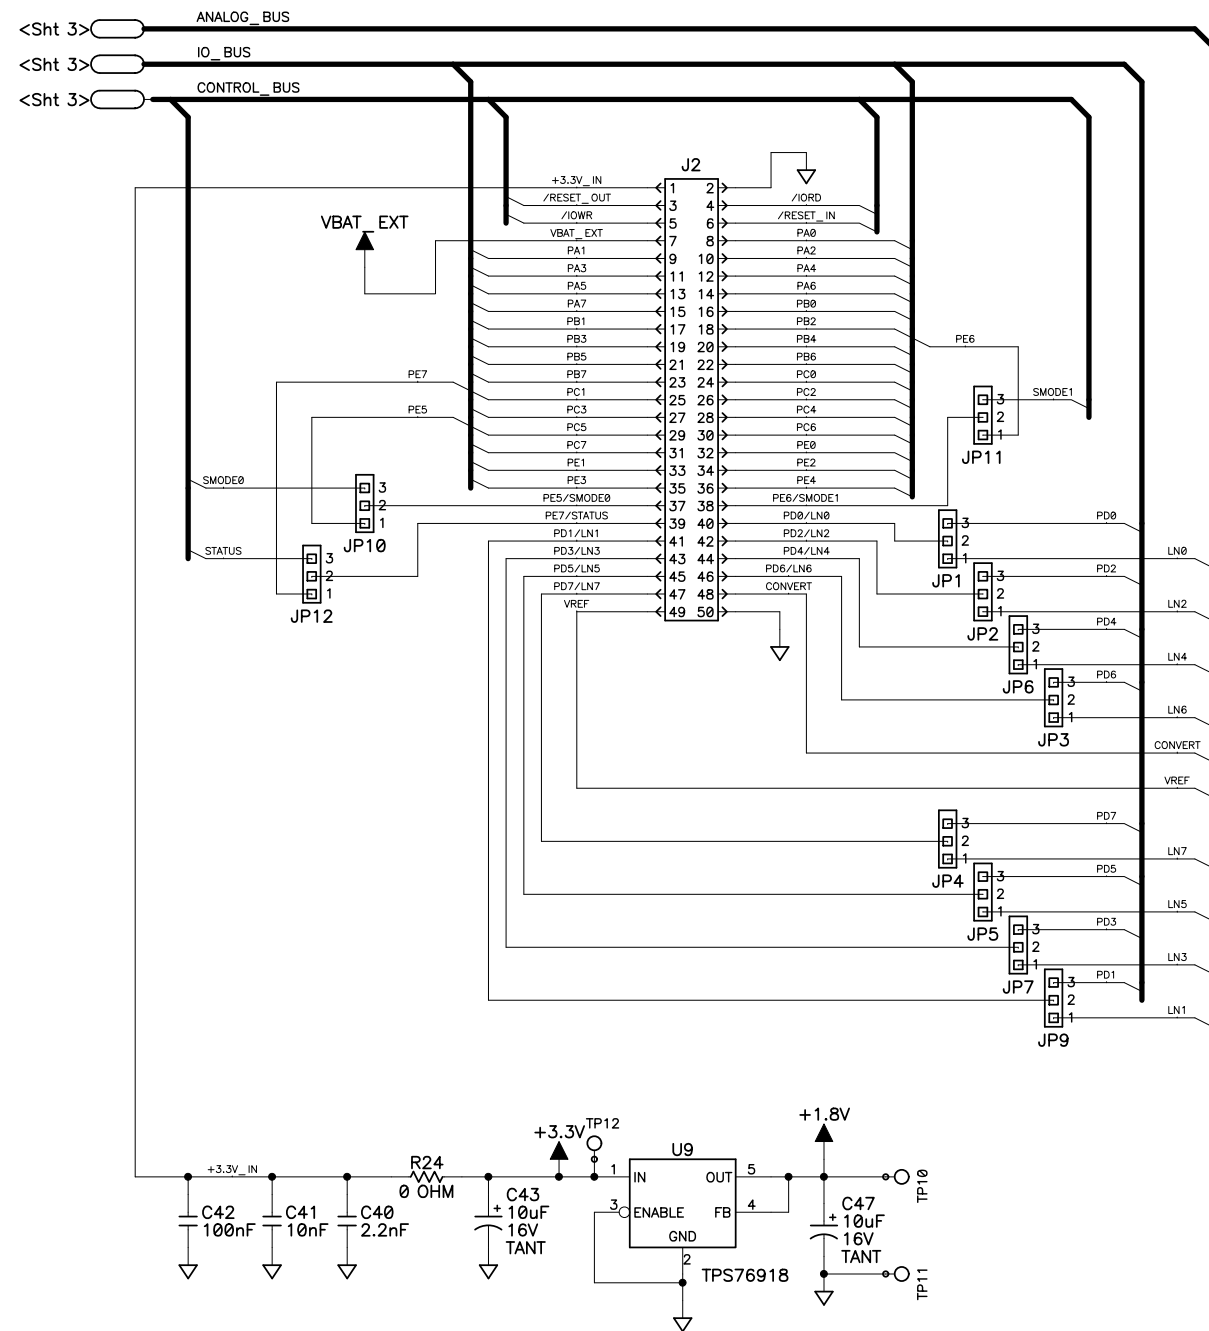 <Sht 3> ANALOG_BUS
<Sht 3> IO_BUS
<Sht 3> CONTROL_BUS
J2
+3.3V_IN 1 2
/RESET_OUT 3 4 /IORD
/IOWR 5 6 /RESET_IN
VBAT_EXT
VBAT_EXT 7 8 PA0
PA1 9 10 PA2
PA3 11 12 PA4
PA5 13 14 PA6
PA7 15 16 PB0
PB1 17 18 PB2
PB3 19 20 PB4 PE6
PB5 21 22 PB6
PE7 PB7 23 24 PC0
PC1 25 26 PC2 3 SMODE1
PE5 PC3 27 28 PC4 2
PC5 29 30 PC6 1
JP11
PC7 31 32 PE0
PE1 33 34 PE2
SMODE0 3 PE3 35 36 PE4
2 PE5/SMODE0 37 38 PE6/SMODE1
1 PE7/STATUS 39 40 PD0/LN0 3 PD0
JP10
PD1/LN1 41 42 PD2/LN2 2
STATUS 3 PD3/LN3 43 44 PD4/LN4 1 LN0
JP1
2 PD5/LN5 45 46 PD6/LN6 3 PD2
1 PD7/LN7 47 48 CONVERT 2
JP12
VREF 49 50 1 LN2
JP2
3 PD4
2
1 LN4
JP6
3 PD6
2
1 LN6
JP3
CONVERT
VREF
3 PD7
2
1 LN7
JP4
3 PD5
2
1 LN5
JP5
3 PD3
2
1 LN3
JP7
3 PD1
2
1 LN1
JP9
+1.8V
+3.3V TP12
U9
+3.3V_IN R24 1 IN OUT 5 TP10
0 OHM
C42 C41 C40 C43 3 ENABLE FB 4 C47
100nF 10nF 2.2nF + 10uF + 10uF
16V GND 16V
TANT 2 TANT
TPS76918 TP11